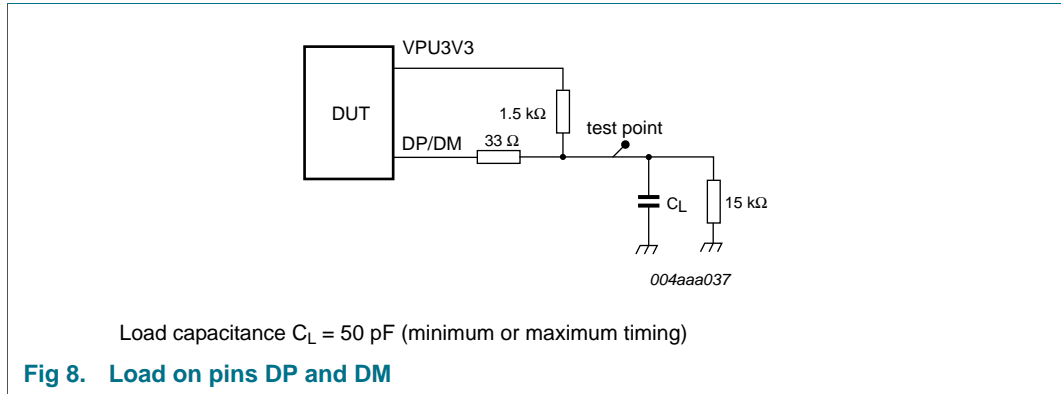 VPU3V3
DUT
1.5 kΩ
test point
DP/DM
33 Ω
CL
15 kΩ
004aaa037
Load capacitance CL = 50 pF (minimum or maximum timing)
Fig 8. Load on pins DP and DM